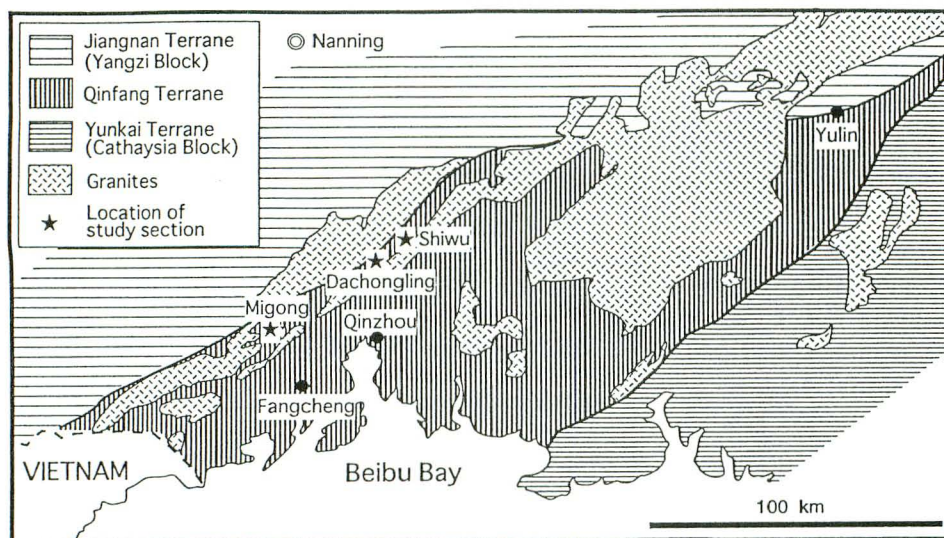 Jiangnan Terrane
(Yangzi Block)
Qinfang Terrane
Yunkai Terrane
(Cathaysia Block)
Granites
Location of
study section
Nanning
Yulin
Shiwu
Dachongling
Migong
Qinzhou
Fangcheng
VIETNAM
Beibu Bay
100 km